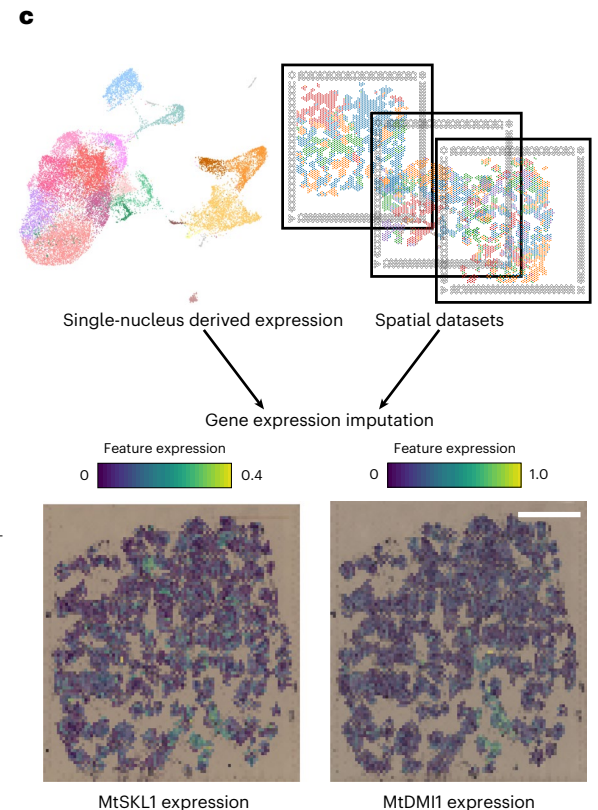 c
Single-nucleus derived expression
Spatial datasets
Gene expression imputation
Feature expression
0
0.4
Feature expression
0
1.0
MtSKL1 expression
MtDMI1 expression